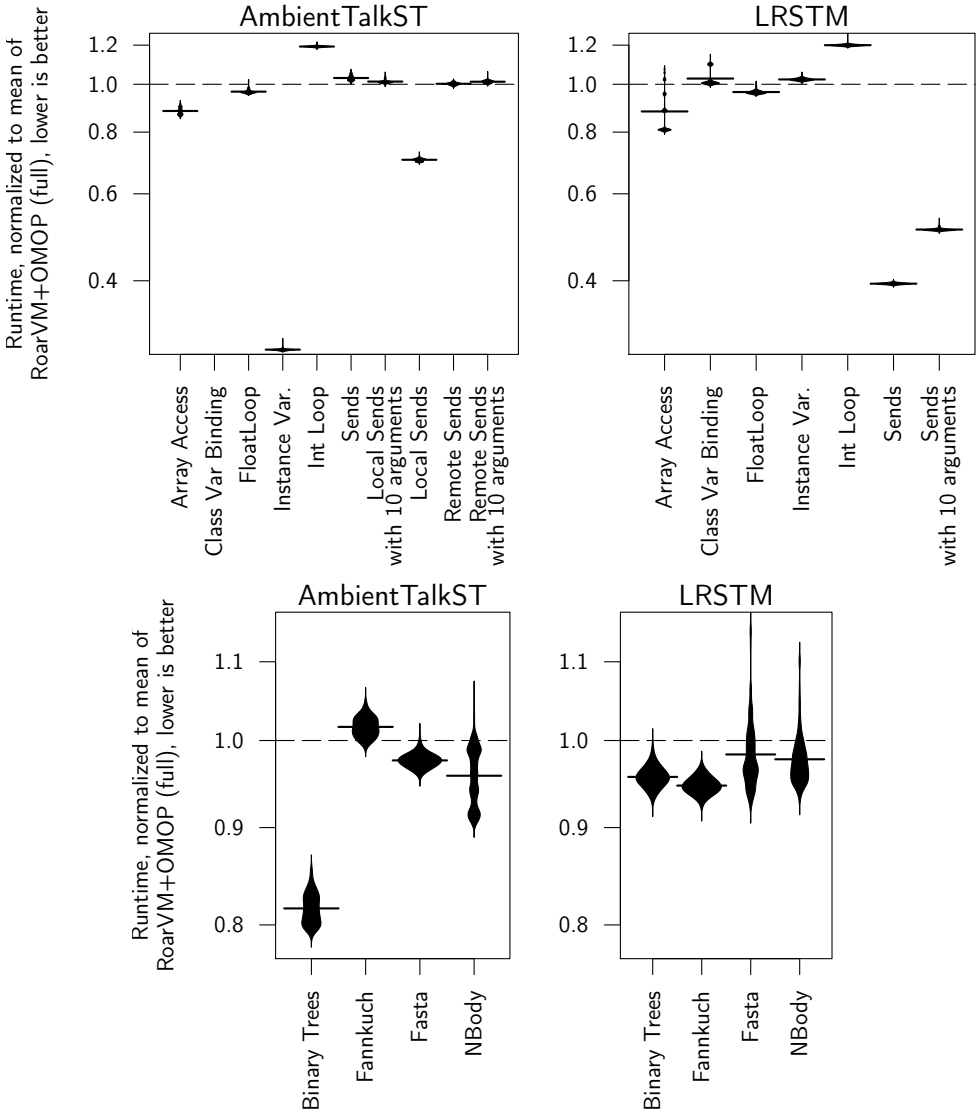 AmbientTalkST
LRSTM
Runtime, normalized to mean of
RoarVM+OMOP (full), lower is better
1.2
1.0
0.8
0.6
0.4
1.2
1.0
0.8
0.6
0.4
Array Access
Class Var Binding
FloatLoop
Instance Var.
Int Loop
Sends
Local Sends
with 10 arguments
Local Sends
Remote Sends
Remote Sends
with 10 arguments
Array Access
Class Var Binding
FloatLoop
Instance Var.
Int Loop
Sends
Sends
with 10 arguments
AmbientTalkST
LRSTM
Runtime, normalized to mean of
RoarVM+OMOP (full), lower is better
1.1
1.0
0.9
0.8
1.1
1.0
0.9
0.8
Binary Trees
Fannkuch
Fasta
NBody
Binary Trees
Fannkuch
Fasta
NBody